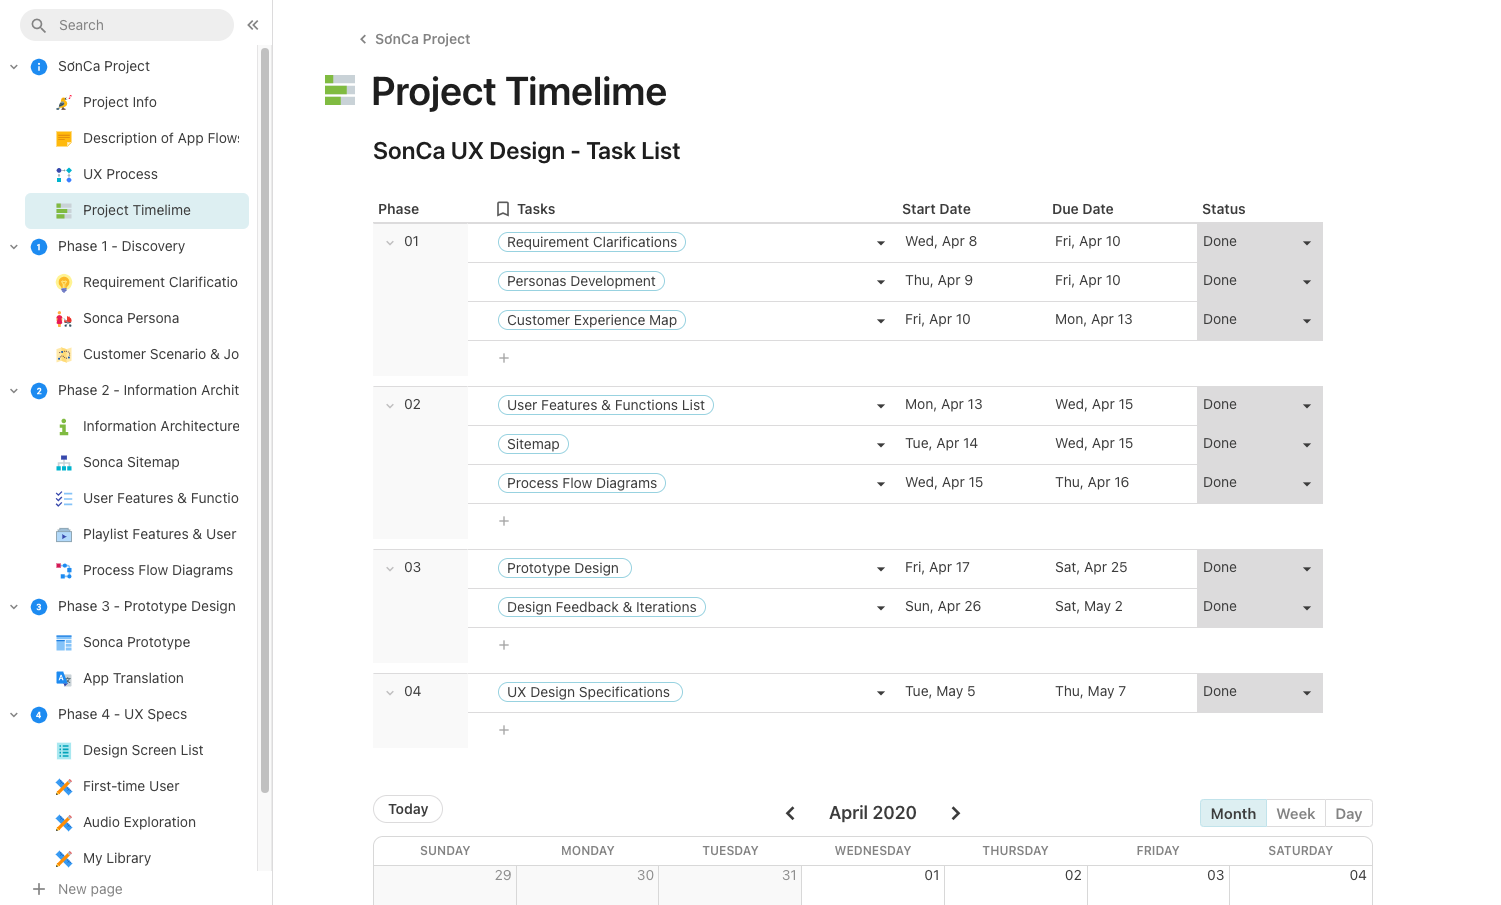 Search
SơnCa Project
Project Info
Description of App Flows
UX Process
Project Timelime
1
Phase 1 - Discovery
Requirement Clarificatio
Sonca Persona
Customer Scenario & Jo
2
Phase 2 - Information Archit
Information Architecture
Sonca Sitemap
User Features & Functio
Playlist Features & User
Process Flow Diagrams
3
Phase 3 - Prototype Design
Sonca Prototype
App Translation
4
Phase 4 - UX Specs
Design Screen List
First-time User
Audio Exploration
My Library
New page
SơnCa Project
Project Timelime
SonCa UX Design - Task List
Phase Tasks Start Date Due Date Status
01 Requirement Clarifications Wed, Apr 8 Fri, Apr 10 Done
Personas Development Thu, Apr 9 Fri, Apr 10 Done
Customer Experience Map Fri, Apr 10 Mon, Apr 13 Done
02 User Features & Functions List Mon, Apr 13 Wed, Apr 15 Done
Sitemap Tue, Apr 14 Wed, Apr 15 Done
Process Flow Diagrams Wed, Apr 15 Thu, Apr 16 Done
03 Prototype Design Fri, Apr 17 Sat, Apr 25 Done
Design Feedback & Iterations Sun, Apr 26 Sat, May 2 Done
04 UX Design Specifications Tue, May 5 Thu, May 7 Done
Today April 2020 Month Week Day
SUNDAY MONDAY TUESDAY WEDNESDAY THURSDAY FRIDAY SATURDAY
29 30 31 01 02 03 04